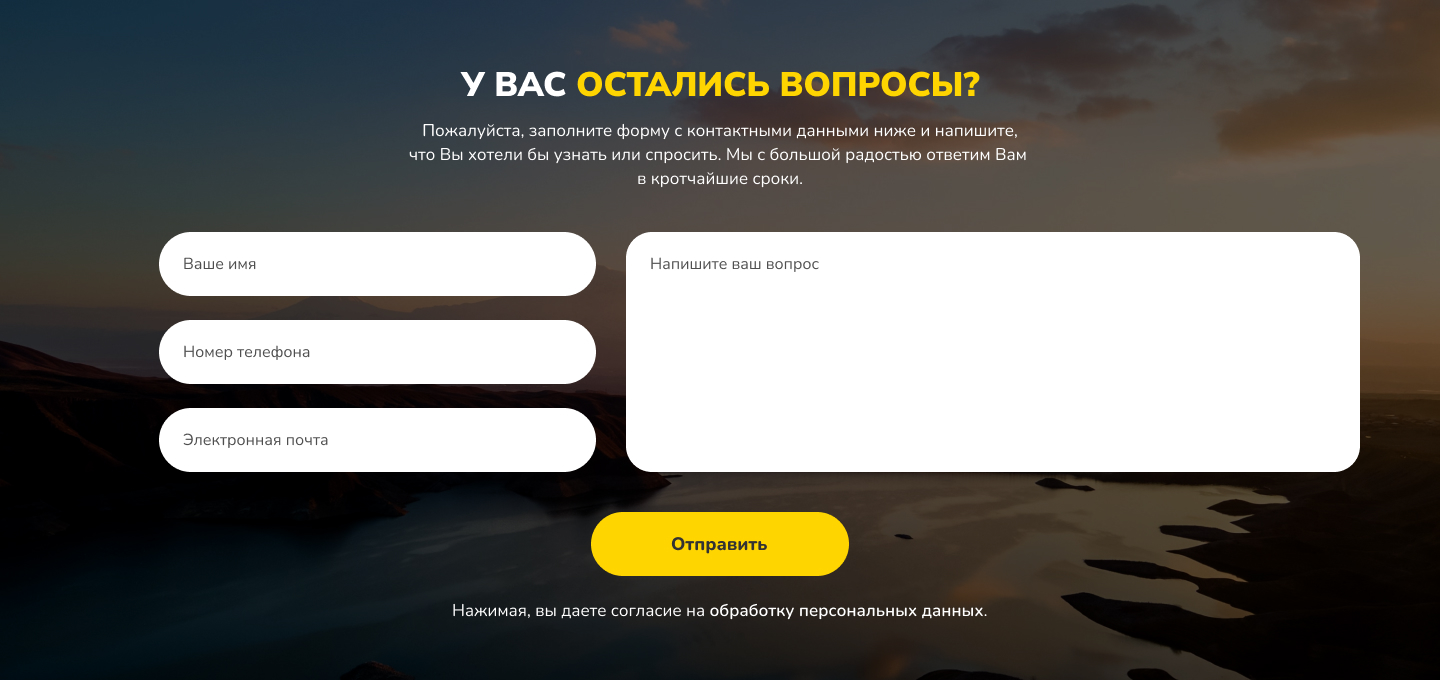 У ВАС ОСТАЛИСЬ ВОПРОСЫ?
Пожалуйста, заполните форму с контактными данными ниже и напишите,
что Вы хотели бы узнать или спросить. Мы с большой радостью ответим Вам
в кротчайшие сроки.
Ваше имя
Номер телефона
Электронная почта
Напишите ваш вопрос
Отправить
Нажимая, вы даете согласие на обработку персональных данных.